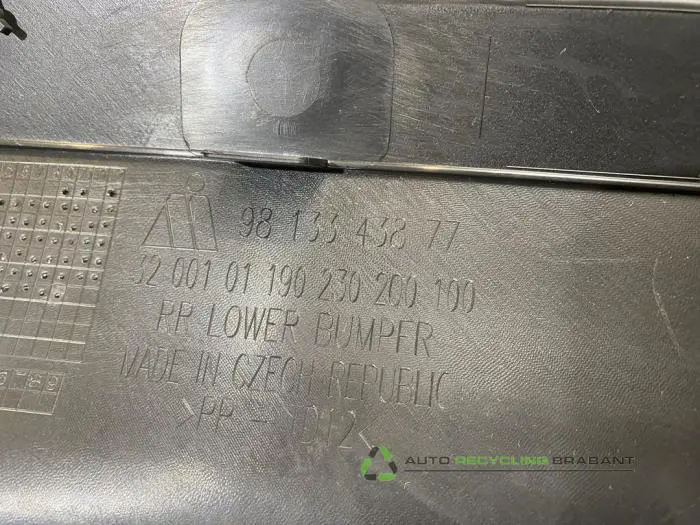 98 133 438 77
32 001 01 190 230 200 100
PP LOWER BUMPER
MADE IN CZECH REPUBLIC
>PP - TD12<
AUTO RECYCLING BRABANT